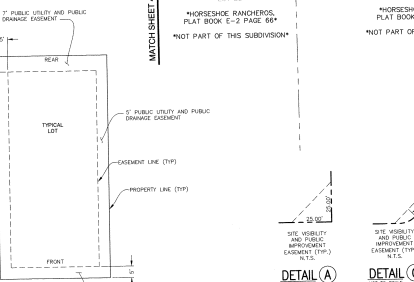 7' PUBLIC UTILITY AND PUBLIC
DRAINAGE EASEMENT
5'
REAR
TYPICAL
LOT
5' PUBLIC UTILITY AND PUBLIC
DRAINAGE EASEMENT
EASEMENT LINE (TYP)
PROPERTY LINE (TYP)
FRONT
5'
MATCH SHEET
*HORSESHOE RANCHEROS,
PLAT BOOK E-2 PAGE 66*
*NOT PART OF THIS SUBDIVISION*
25.00'
25.00'
SITE VISIBILITY
AND PUBLIC
IMPROVEMENT
EASEMENT (TYP.)
N.T.S.
DETAIL A
*HORSESHO
PLAT BOOK
*NOT PART OF
SITE VISIBILITY
AND PUBLIC
IMPROVEMENT
EASEMENT (TYP
N.T.S.
DETAIL